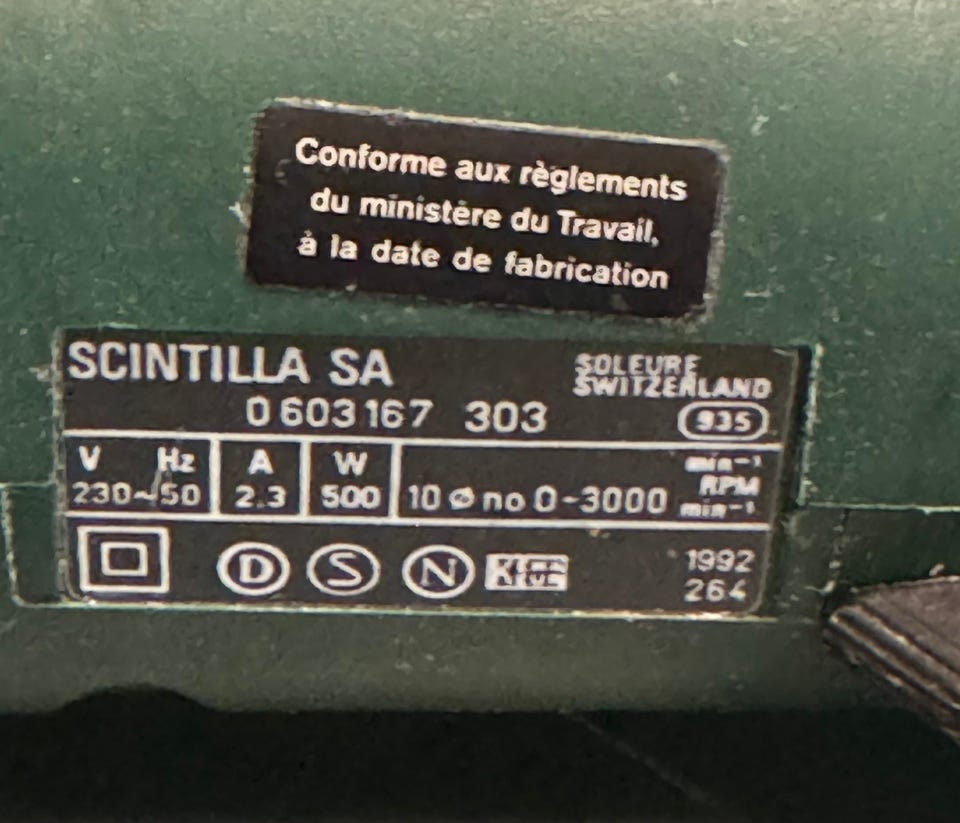 Conforme aux règlements
du ministère du Travail,
à la date de fabrication
SCINTILLA SA
SOLEURE
SWITZERLAND
0 603 167 303
935
V Hz
A
W
min-¹
230~50
2.3
500
10 ø no 0-3000
RPM
min-¹
D S N
1992
264